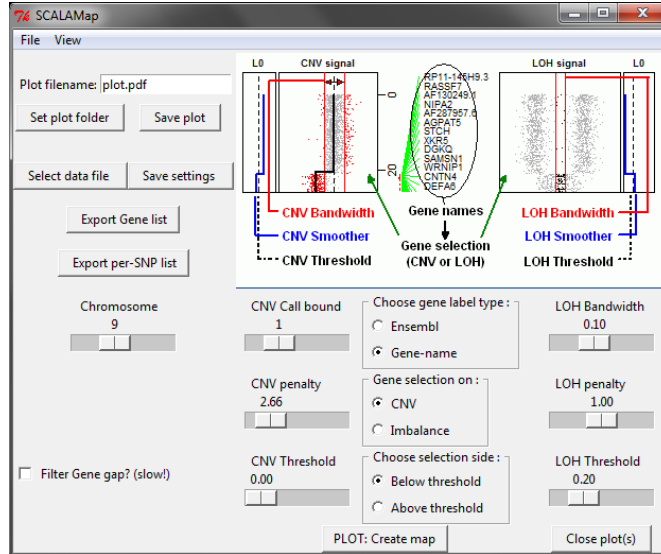 SCALAMap
File View
L0 CNV signal LOH signal L0
Plot filename: plot.pdf
Set plot folder Save plot
0
20
RP11-145H9.3
RASSF7
AF130249.1
NIPA2
AF287957.6
AGPAT5
STCH
XKR5
DGKQ
SAMSN1
WRNIP1
CNTN4
DEFA6
0
20
Select data file Save settings
Export Gene list
Export per-SNP list
CNV Bandwidth Gene names LOH Bandwidth
CNV Smoother Gene selection LOH Smoother
CNV Threshold (CNV or LOH) LOH Threshold
Chromosome
9
CNV Call bound
1
Choose gene label type :
Ensembl
Gene-name
LOH Bandwidth
0.10
CNV penalty
2.66
Gene selection on :
CNV
Imbalance
LOH penalty
1.00
Filter Gene gap? (slow!)
CNV Threshold
0.00
Choose selection side :
Below threshold
Above threshold
LOH Threshold
0.20
PLOT: Create map Close plot(s)